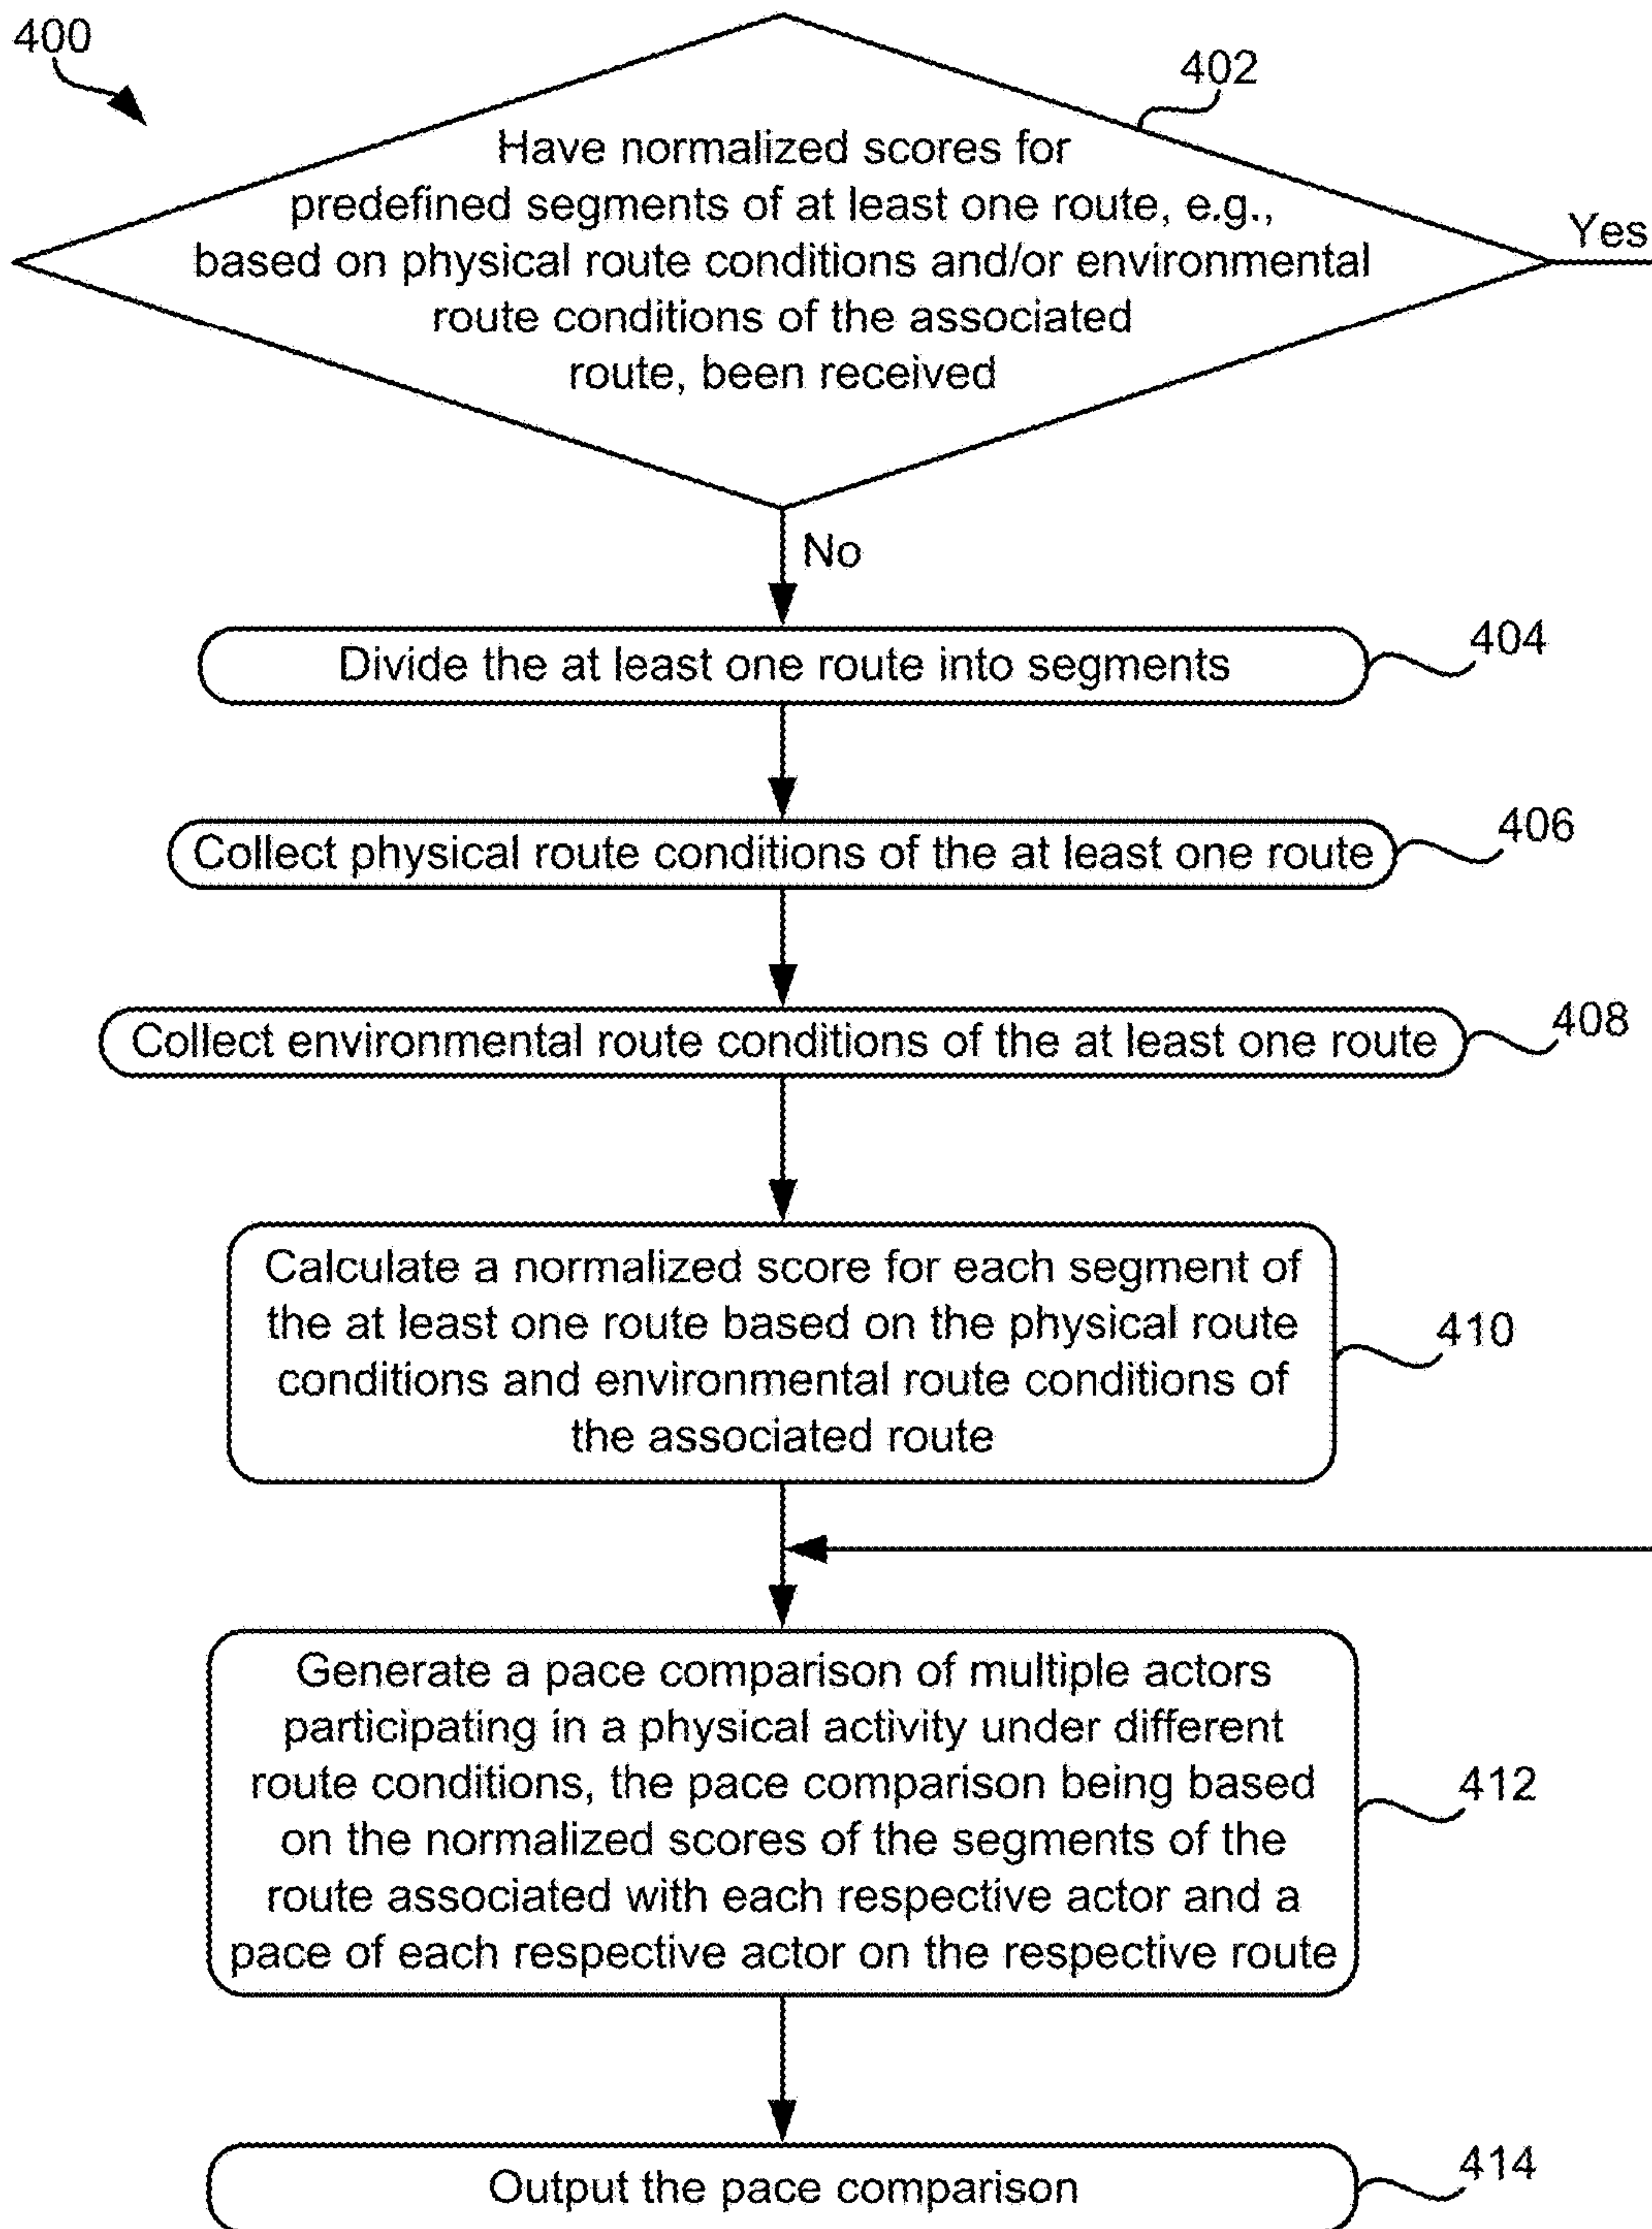 400
402
Have normalized scores for
predefined segments of at least one route, e.g.,
based on physical route conditions and/or environmental
route conditions of the associated
route, been received
Yes
No
Divide the at least one route into segments
404
Collect physical route conditions of the at least one route
406
Collect environmental route conditions of the at least one route
408
Calculate a normalized score for each segment of
the at least one route based on the physical route
conditions and environmental route conditions of
the associated route
410
Generate a pace comparison of multiple actors
participating in a physical activity under different
route conditions, the pace comparison being based
on the normalized scores of the segments of the
route associated with each respective actor and a
pace of each respective actor on the respective route
412
Output the pace comparison
414